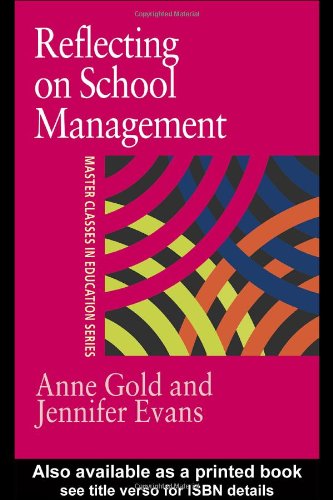 Reflecting
on School
Management
MASTER CLASSES IN EDUCATION SERIES
Anne Gold and
Jennifer Evans
Also available as a printed book
see title verso for ISBN details